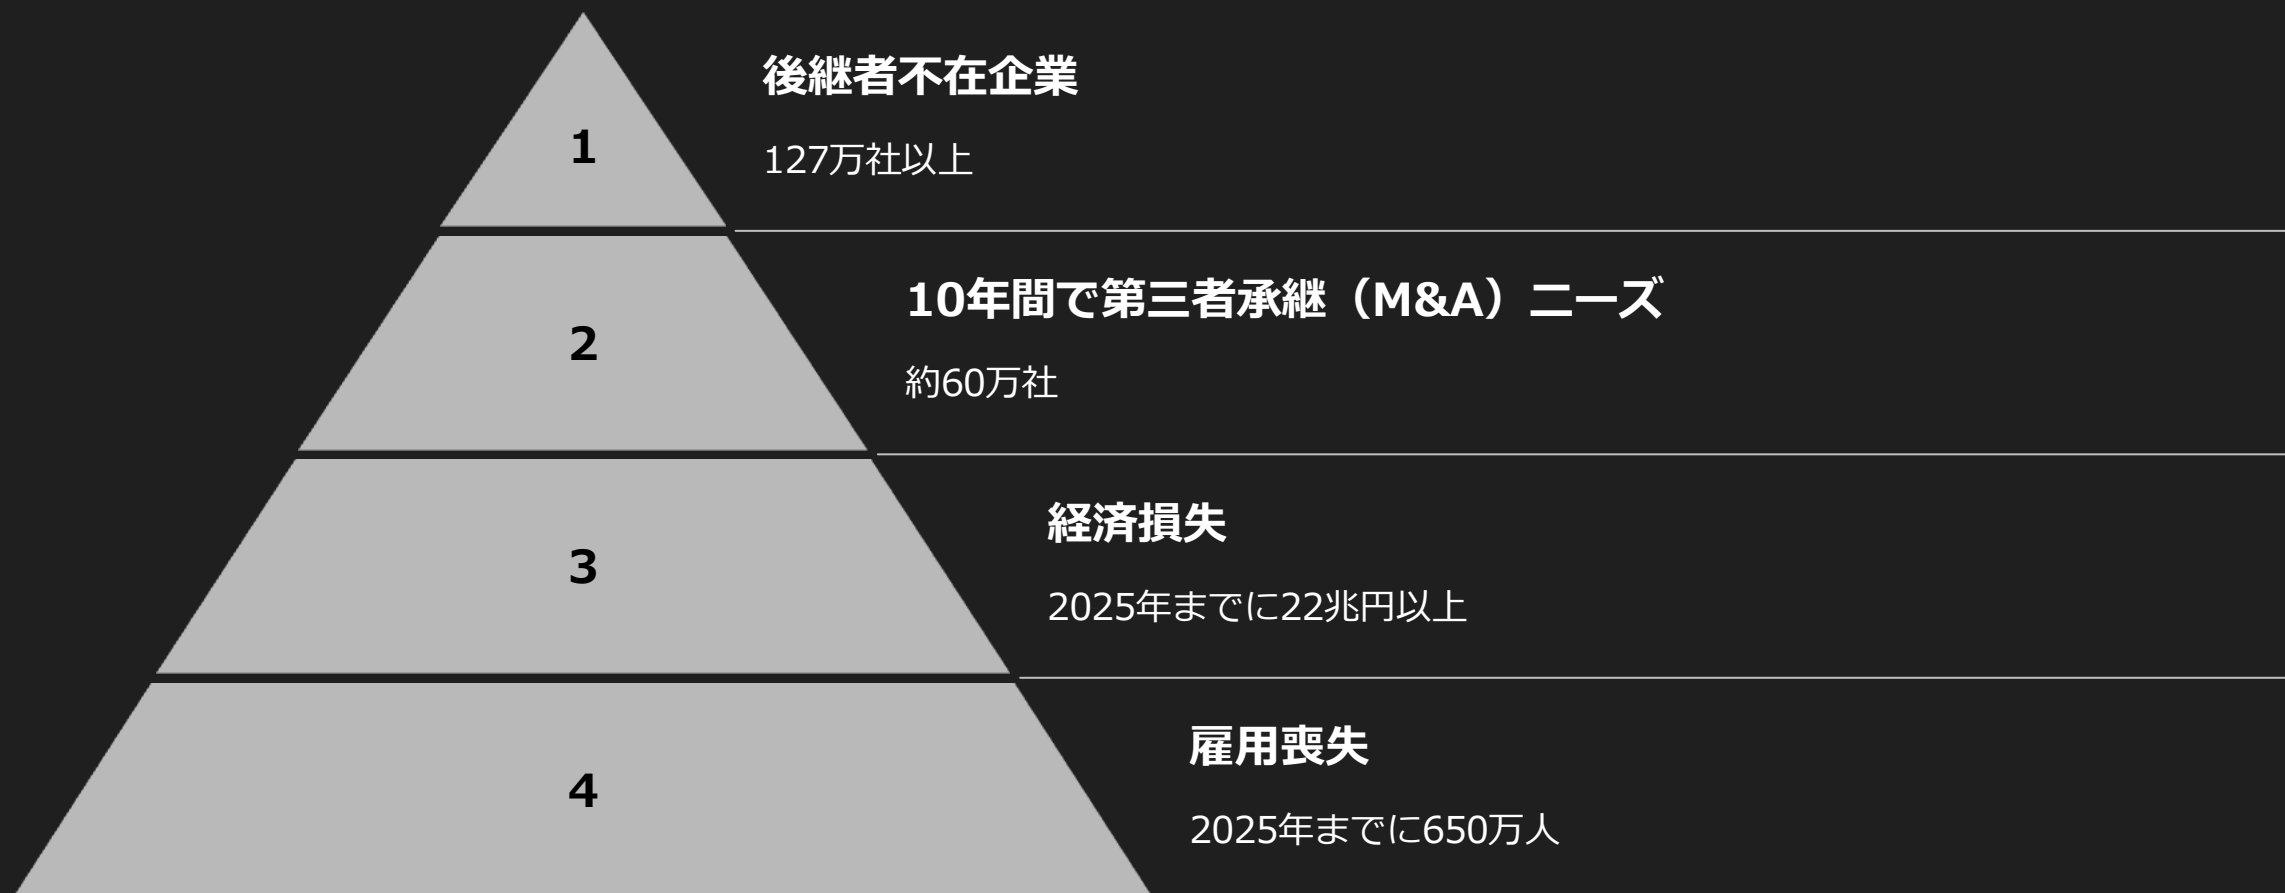 1
後継者不在企業
127万社以上
2
10年間で第三者承継（M&A）ニーズ
約60万社
3
経済損失
2025年までに22兆円以上
4
雇用喪失
2025年までに650万人